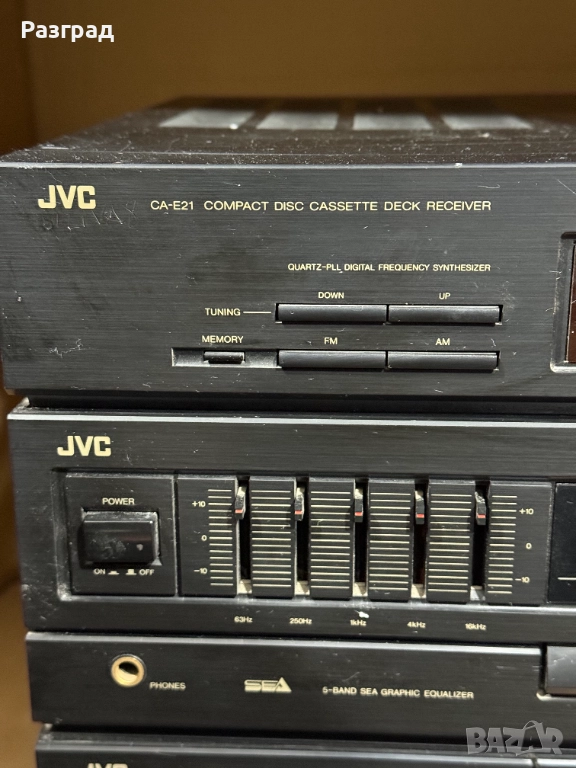 Разград
JVC CA-E21 COMPACT DISC CASSETTE DECK RECEIVER
QUARTZ-PLL DIGITAL FREQUENCY SYNTHESIZER
DOWN UP
TUNING
MEMORY FM AM
JVC
POWER
+10 +10
0 0
-10 -10
ON OFF
63Hz 250Hz 1kHz 4kHz 16kHz
PHONES SEA 5-BAND SEA GRAPHIC EQUALIZER
BAZAR
JVC